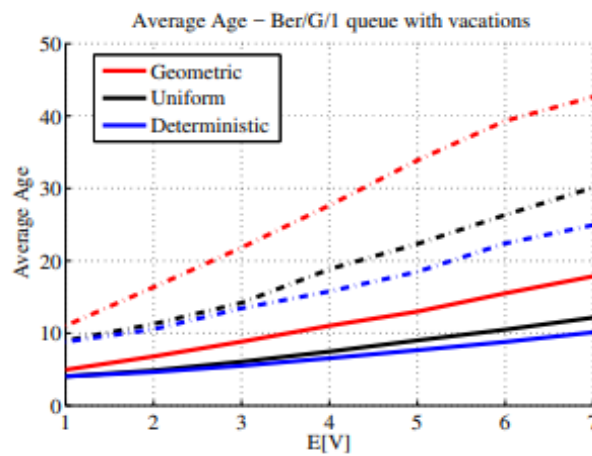 Average Age − Ber/G/1 queue with vacations
50
40
30
20
10
0
Average Age
Geometric
Uniform
Deterministic
1 2 3 4 5 6 7
E[V]